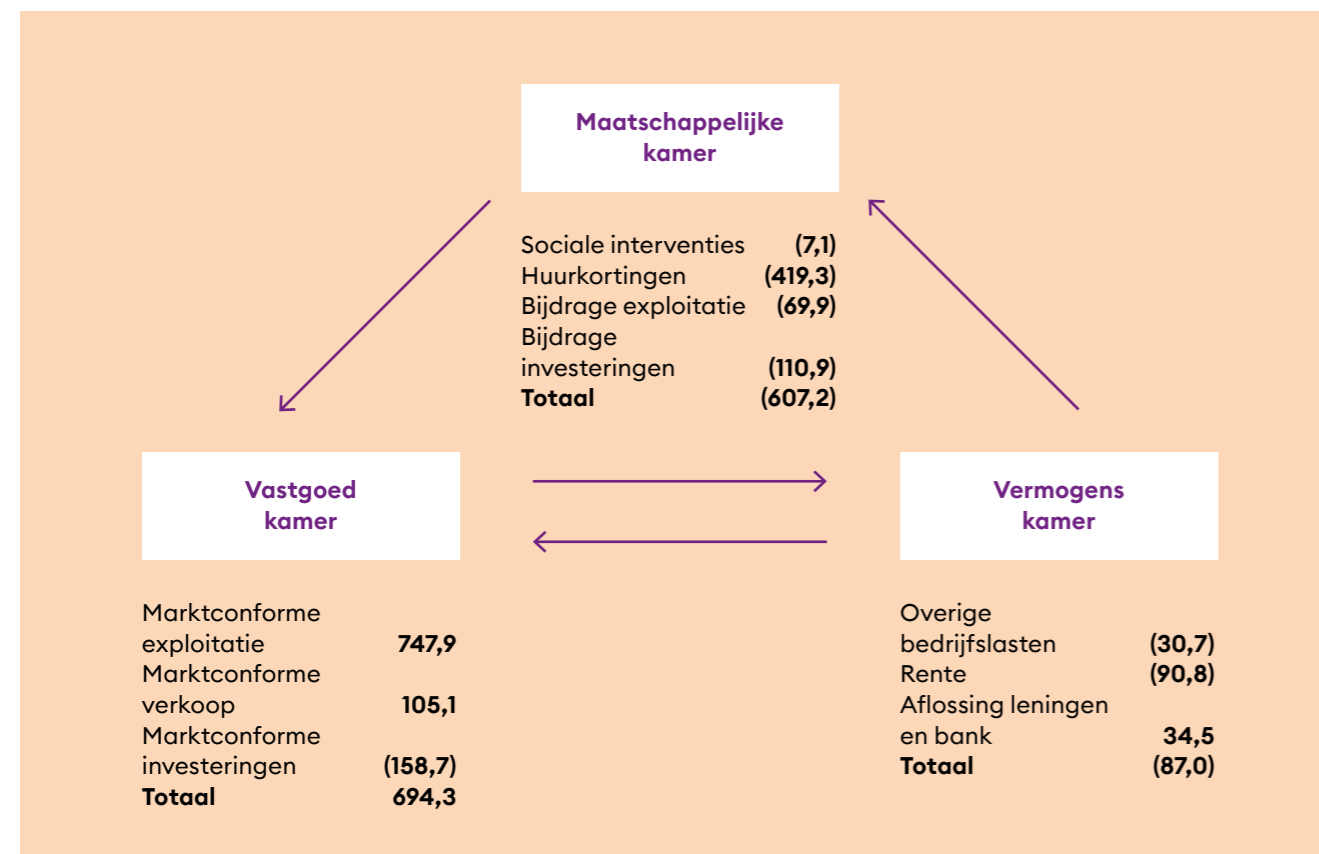 Maatschappelijke
kamer
Sociale interventies (7,1)
Huurkortingen (419,3)
Bijdrage exploitatie (69,9)
Bijdrage
investeringen (110,9)
Totaal (607,2)
Vastgoed
kamer
Marktconforme
exploitatie 747,9
Marktconforme
verkoop 105,1
Marktconforme
investeringen (158,7)
Totaal 694,3
Vermogens
kamer
Overige
bedrijfslasten (30,7)
Rente (90,8)
Aflossing leningen
en bank 34,5
Totaal (87,0)